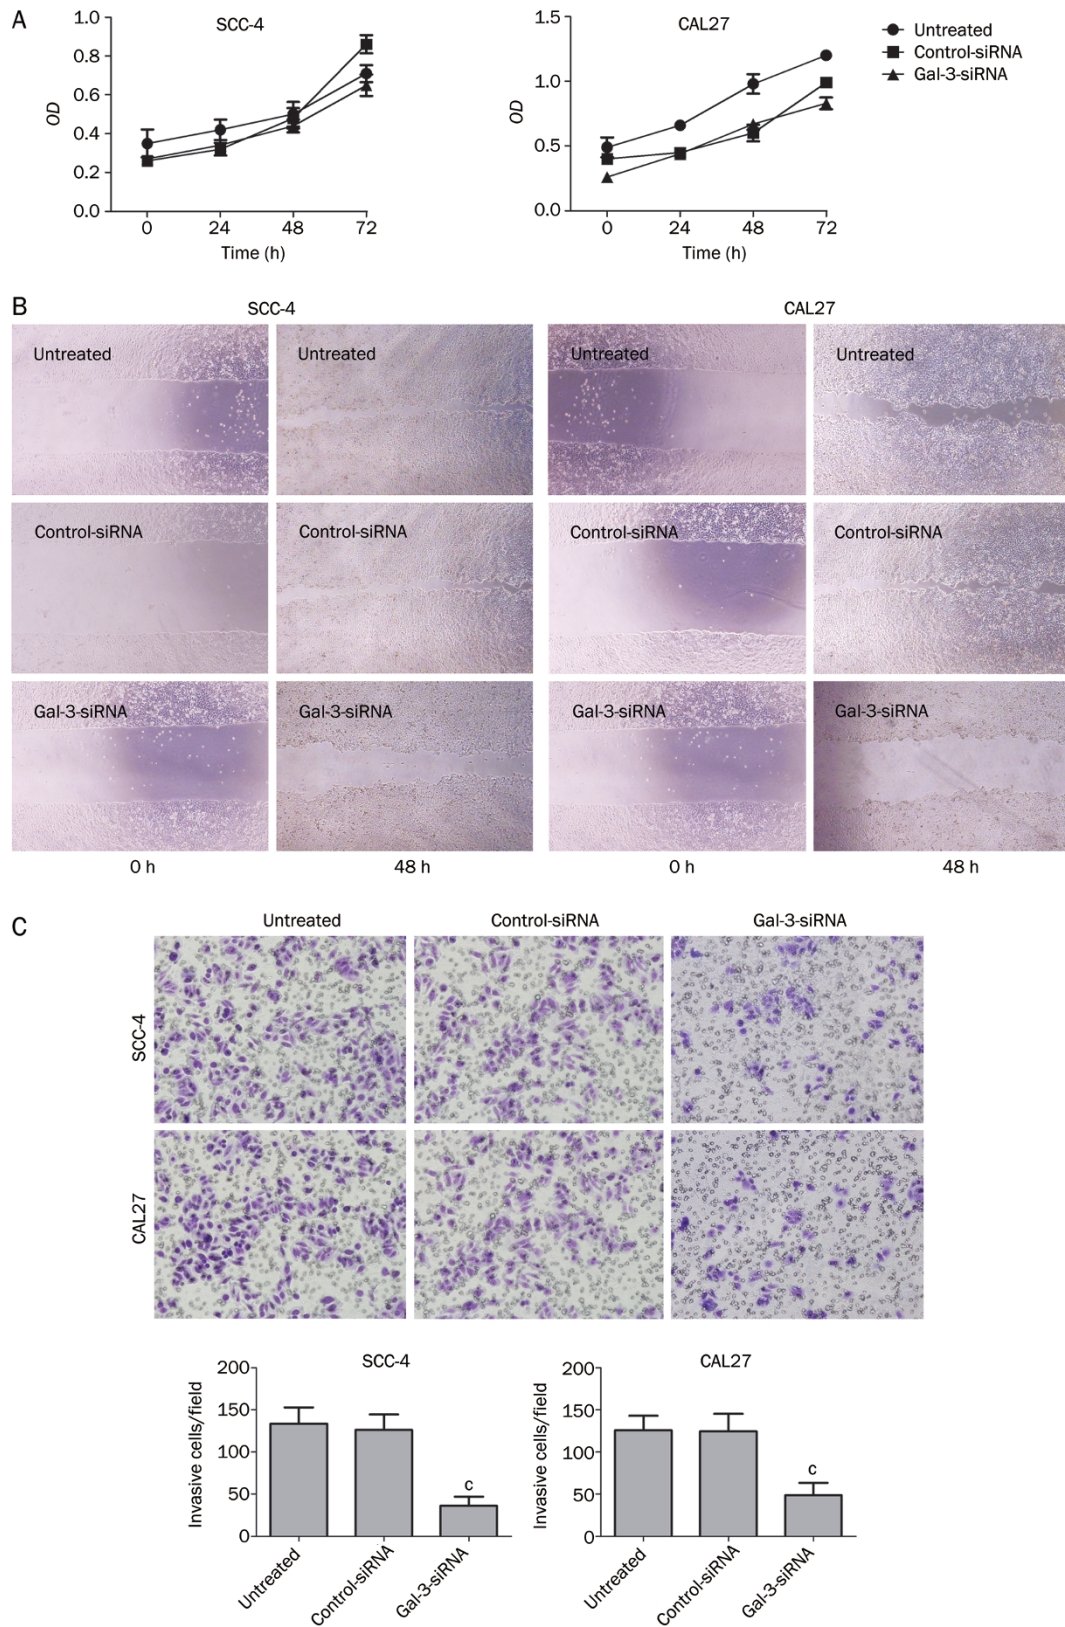 A
SCC-4
1.0
0.8
0.6
0.4
0.2
0.0
OD
0 24 48 72
Time (h)
CAL27
1.5
1.0
0.5
0.0
OD
0 24 48 72
Time (h)
Untreated
Control-siRNA
Gal-3-siRNA
B
SCC-4 CAL27
Untreated Untreated Untreated Untreated
Control-siRNA Control-siRNA Control-siRNA Control-siRNA
Gal-3-siRNA Gal-3-siRNA Gal-3-siRNA Gal-3-siRNA
0 h 48 h 0 h 48 h
C
Untreated Control-siRNA Gal-3-siRNA
SCC-4
CAL27
SCC-4
200
150
100
50
0
Invasive cells/field
c
Untreated
Control-siRNA
Gal-3-siRNA
CAL27
200
150
100
50
0
Invasive cells/field
c
Untreated
Control-siRNA
Gal-3-siRNA